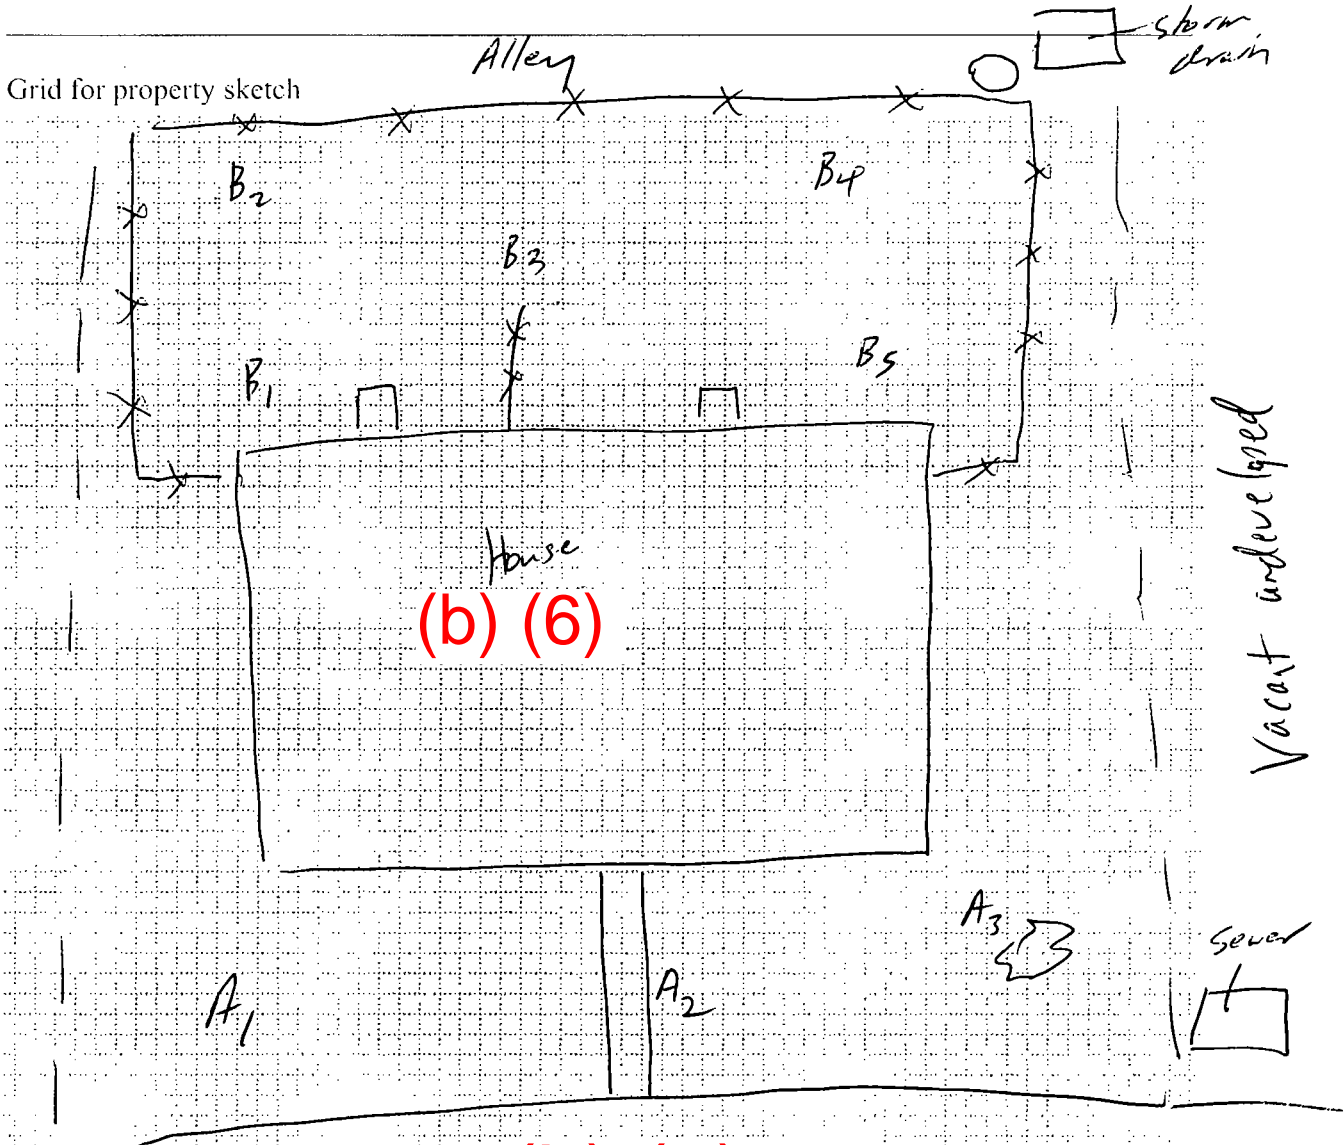 storm
drain
Alley
Grid for property sketch
B2
B4
B3
B5
B1
Vacant undeveloped
House
(b) (6)
A3
sewer
A2
A1